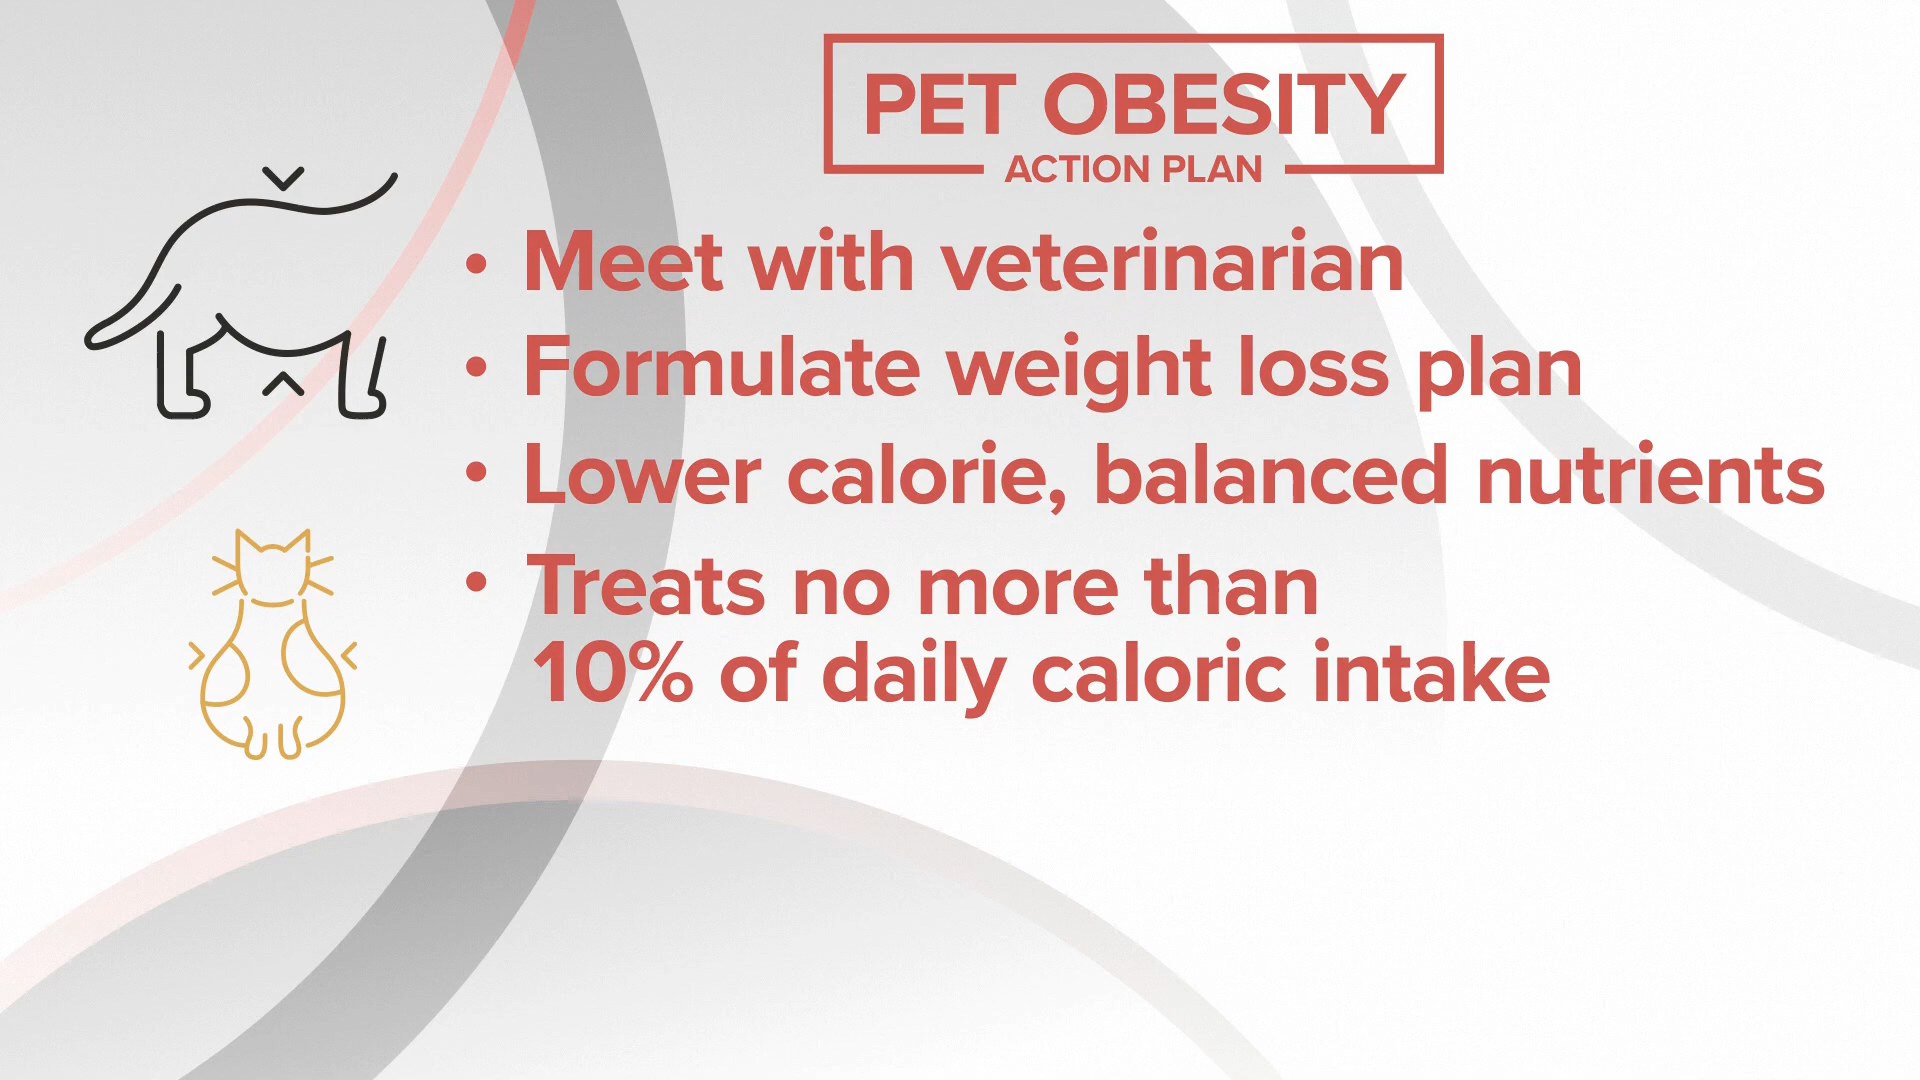 PET OBESITY
ACTION PLAN
• Meet with veterinarian
• Formulate weight loss plan
• Lower calorie, balanced nutrients
• Treats no more than
10% of daily caloric intake